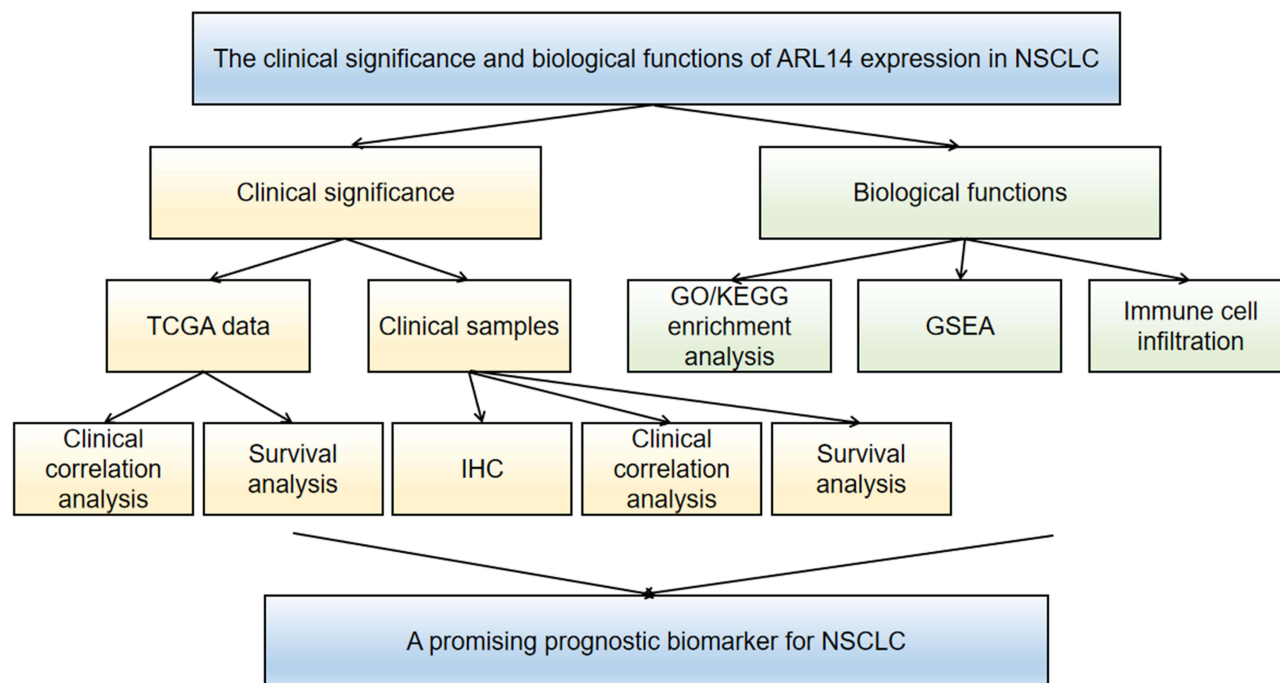 The clinical significance and biological functions of ARL14 expression in NSCLC
Clinical significance
Biological functions
TCGA data
Clinical samples
GO/KEGG
enrichment
analysis
GSEA
Immune cell
infiltration
Clinical
correlation
analysis
Survival
analysis
IHC
Clinical
correlation
analysis
Survival
analysis
A promising prognostic biomarker for NSCLC